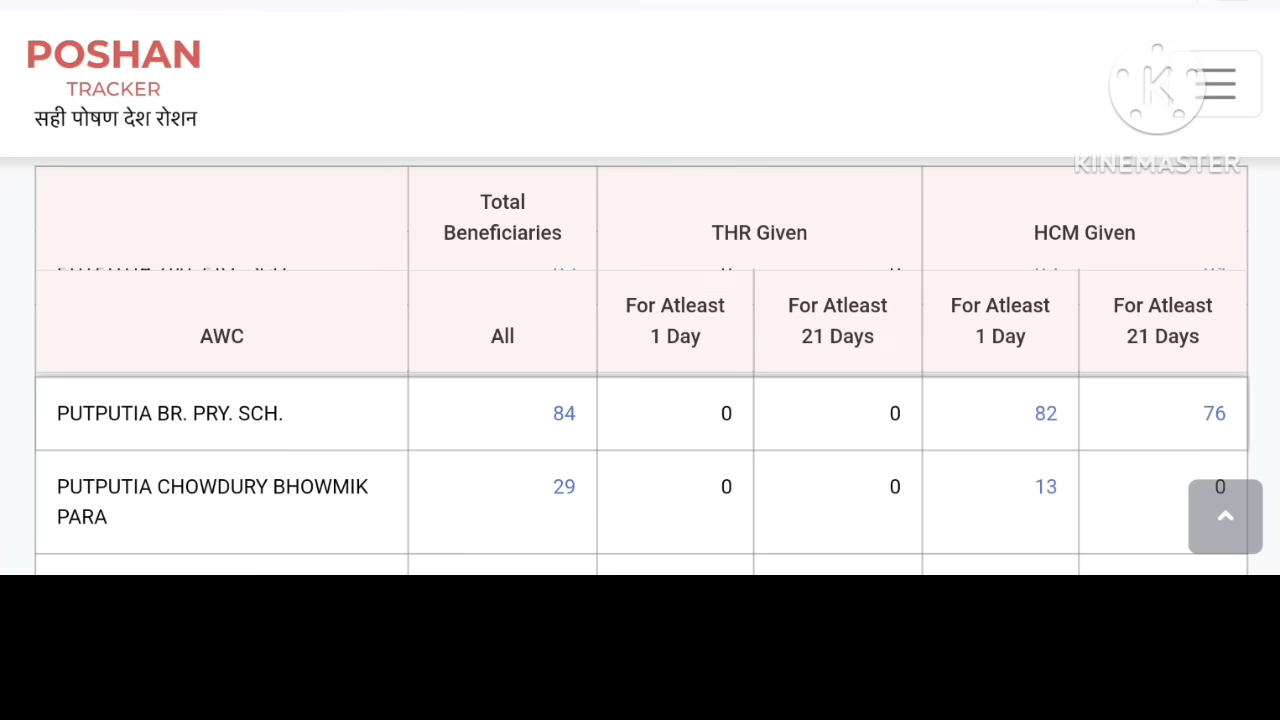 POSHAN
TRACKER
सही पोषण देश रोशन
KINEMASTER
Total
Beneficiaries
THR Given
HCM Given
AWC
All
For Atleast
1 Day
For Atleast
21 Days
For Atleast
1 Day
For Atleast
21 Days
PUTPUTIA BR. PRY. SCH. 84 0 0 82 76
PUTPUTIA CHOWDURY BHOWMIK 29 0 0 13 0
PARA